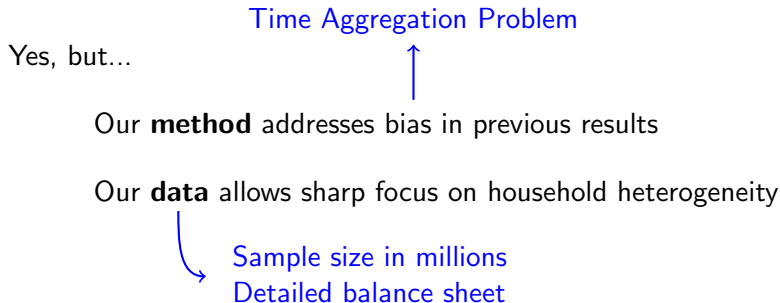 Time Aggregation Problem
Yes, but...
Our method addresses bias in previous results
Our data allows sharp focus on household heterogeneity
Sample size in millions
Detailed balance sheet